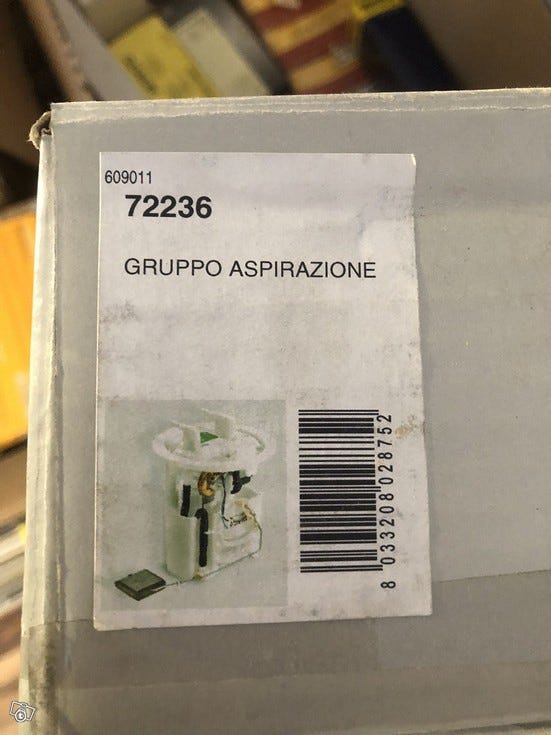 609011
72236
GRUPPO ASPIRAZIONE
8 033208 028752